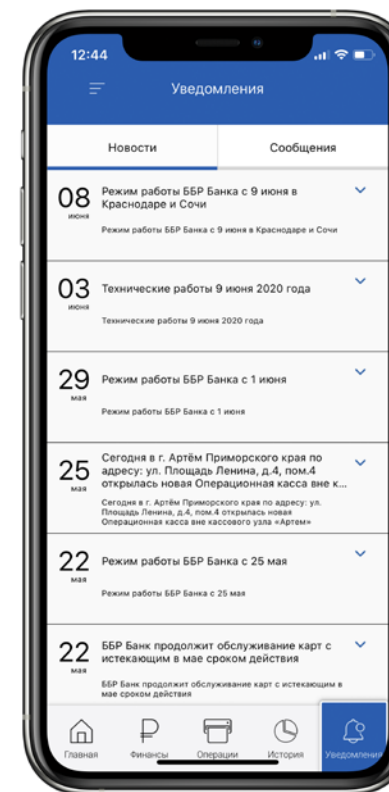 12:44
Уведомления
Новости
Сообщения
08
июня
Режим работы ББР Банка с 9 июня в
Краснодаре и Сочи
Режим работы ББР Банка с 9 июня в Краснодаре и Сочи
03
июня
Технические работы 9 июня 2020 года
Технические работы 9 июня 2020 года
29
мая
Режим работы ББР Банка с 1 июня
Режим работы ББР Банка с 1 июня
25
мая
Сегодня в г. Артём Приморского края по
адресу: ул. Площадь Ленина, д.4, пом.4
открылась новая Операционная касса вне к...
Сегодня в г. Артём Приморского края по адресу: ул.
Площадь Ленина, д.4, пом.4 открылась новая
Операционная касса вне кассового узла «Артем»
22
мая
Режим работы ББР Банка с 25 мая
Режим работы ББР Банка с 25 мая
22
мая
ББР Банк продолжит обслуживание карт с
истекающим в мае сроком действия
ББР Банк продолжит обслуживание карт с истекающим в
мае сроком действия
Главная
Финансы
Операции
История
Уведомления